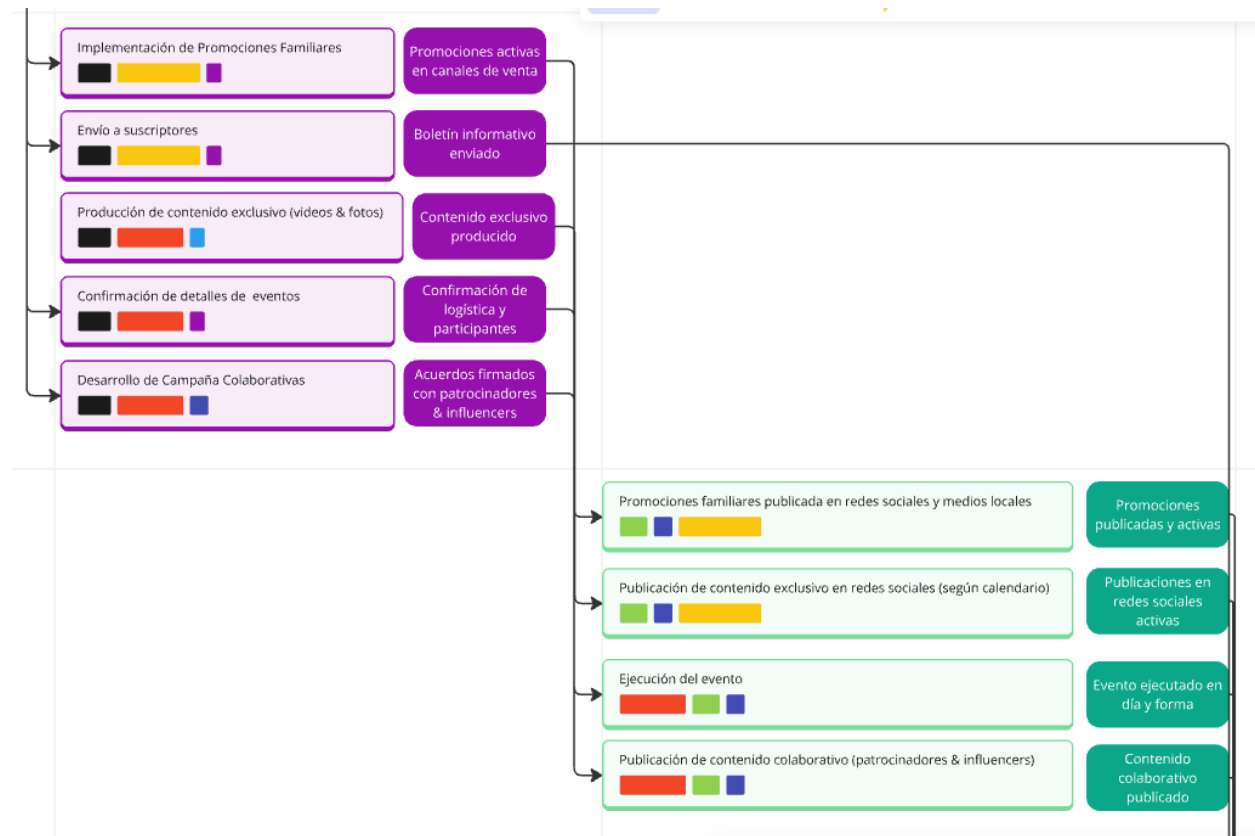 Implementación de Promociones Familiares
Promociones activas
en canales de venta
Envío a suscriptores
Boletín informativo
enviado
Producción de contenido exclusivo (videos & fotos)
Contenido exclusivo
producido
Confirmación de detalles de eventos
Confirmación de
logística y
participantes
Desarrollo de Campaña Colaborativas
Acuerdos firmados
con patrocinadores
& influencers
Promociones familiares publicada en redes sociales y medios locales
Promociones
publicadas y activas
Publicación de contenido exclusivo en redes sociales (según calendario)
Publicaciones en
redes sociales
activas
Ejecución del evento
Evento ejecutado en
día y forma
Publicación de contenido colaborativo (patrocinadores & influencers)
Contenido
colaborativo
publicado